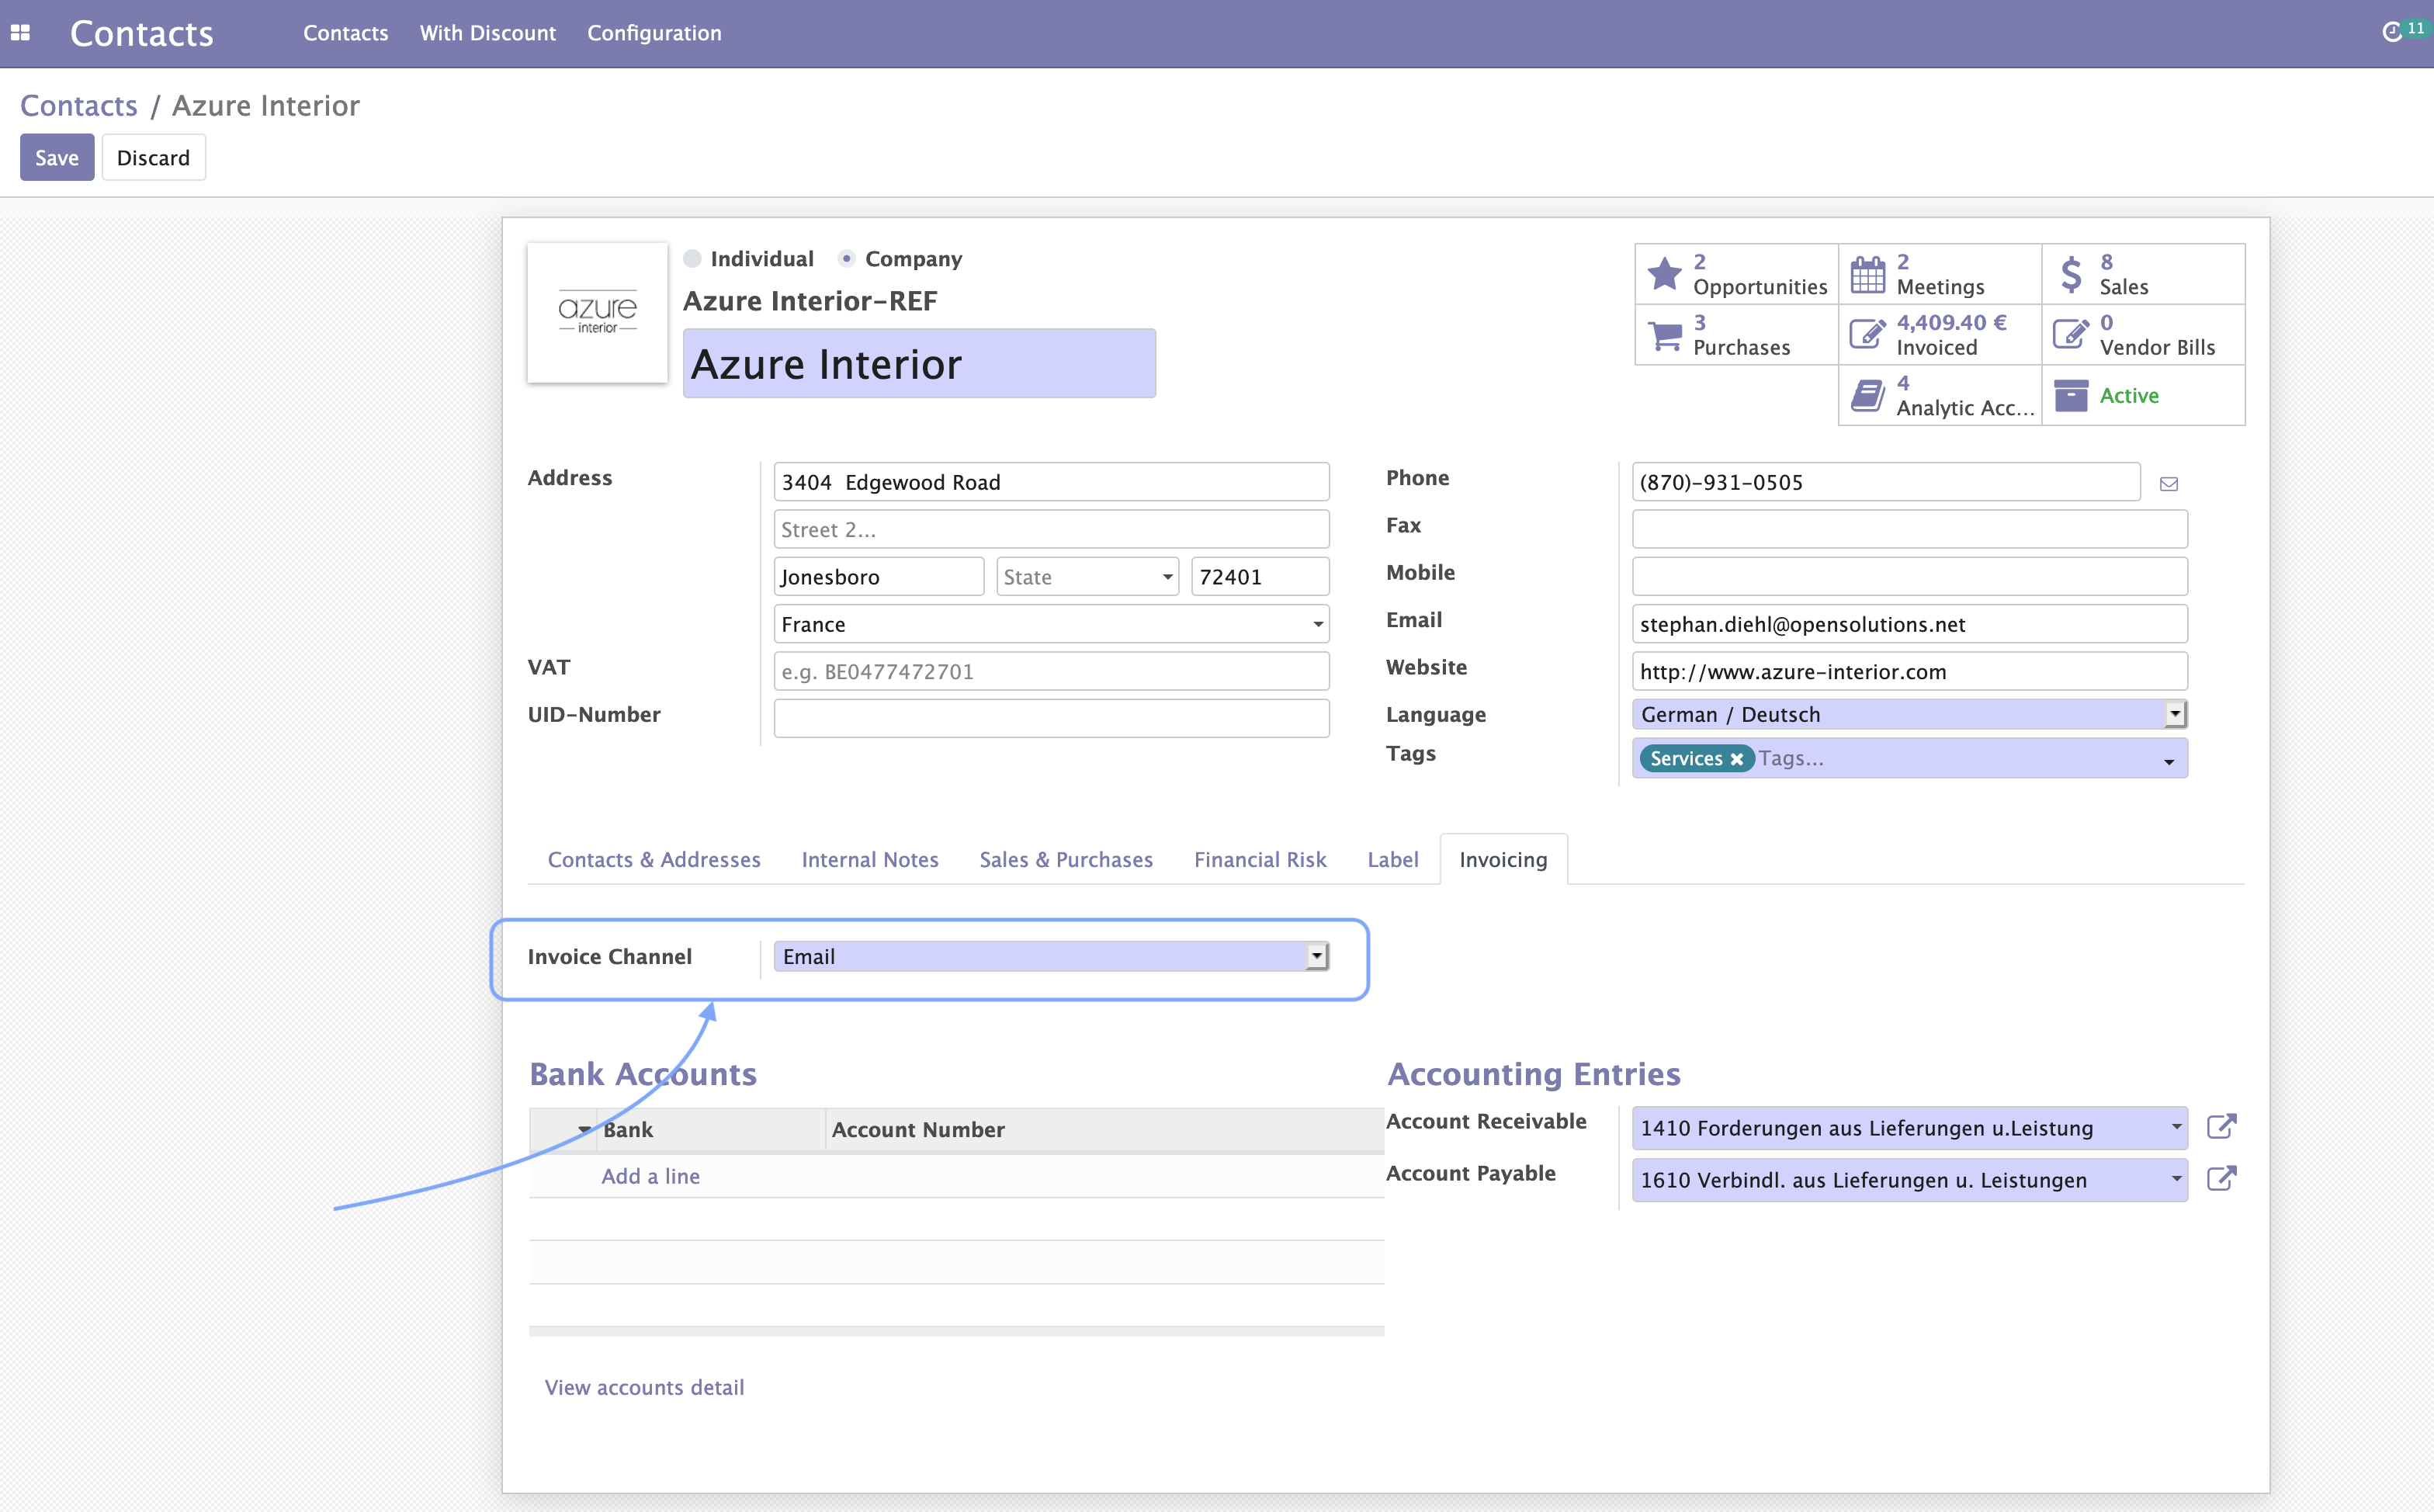 Contacts Contacts With Discount Configuration 11
Contacts / Azure Interior
Save Discard
azure
interior
Individual Company
Azure Interior-REF
Azure Interior
2 Opportunities
2 Meetings
8 Sales
3 Purchases
4,409.40 € Invoiced
0 Vendor Bills
4 Analytic Acc...
Active
Address 3404 Edgewood Road
Street 2...
Jonesboro State 72401
France
VAT e.g. BE0477472701
UID-Number
Phone (870)-931-0505
Fax
Mobile
Email stephan.diehl@opensolutions.net
Website http://www.azure-interior.com
Language German / Deutsch
Tags Services Tags...
Contacts & Addresses Internal Notes Sales & Purchases Financial Risk Label Invoicing
Invoice Channel Email
Bank Accounts
Bank Account Number
Add a line
View accounts detail
Accounting Entries
Account Receivable 1410 Forderungen aus Lieferungen u.Leistung
Account Payable 1610 Verbindl. aus Lieferungen u. Leistungen